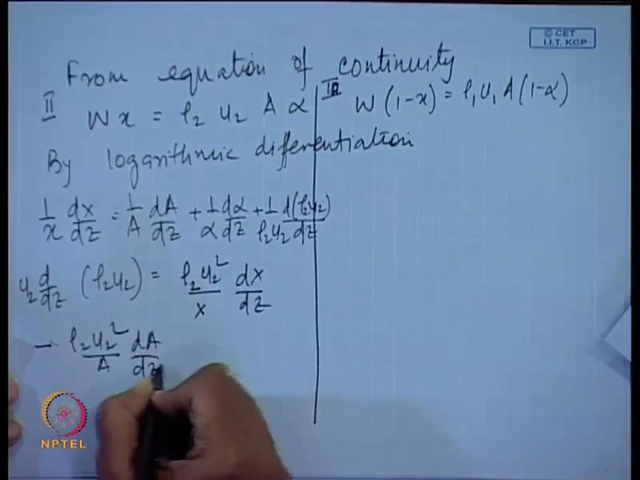 © CET
I.I.T. KGP
From equation of continuity
II
W x = ρ₂ u₂ A α
III W (1-x) = ρ₁ u₁ A (1-α)
By logarithmic differentiation
1/x dx/dz = 1/A dA/dz + 1/α dα/dz + 1/ρ₂u₂ d(ρ₂u₂)/dz
u₂ d/dz (ρ₂u₂) = ρ₂u₂²/x dx/dz
- ρ₂u₂²/A dA/dz
NPTEL